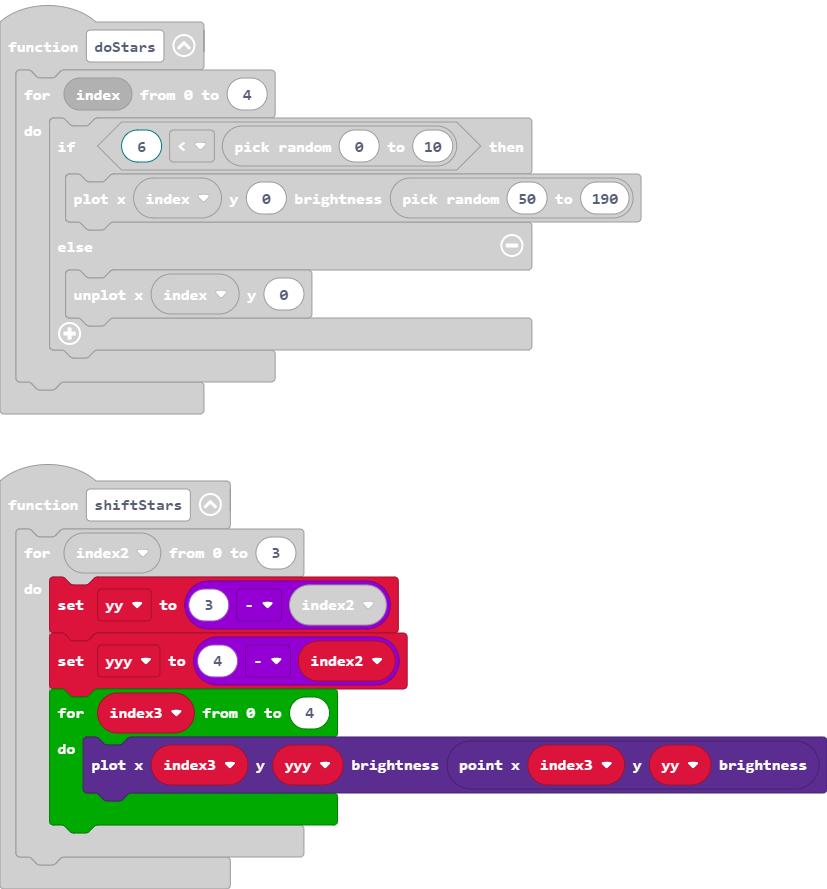 function doStars
for index from 0 to 4
do
if 6 < pick random 0 to 10 then
plot x index y 0 brightness pick random 50 to 190
else
unplot x index y 0
function shiftStars
for index2 from 0 to 3
do
set yy to 3 - index2
set yyy to 4 - index2
for index3 from 0 to 4
do
plot x index3 y yyy brightness point x index3 y yy brightness